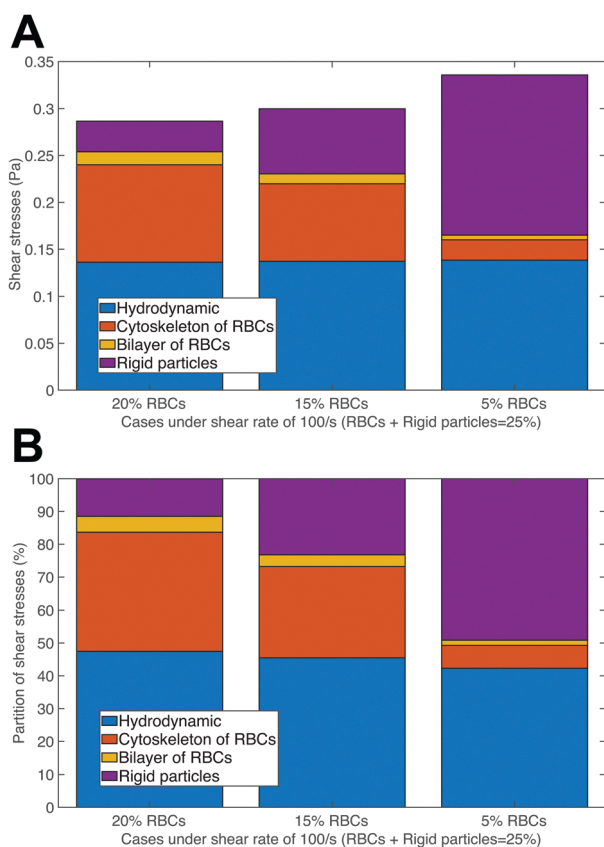 A
0.35
0.3
0.25
0.2
0.15
0.1
0.05
0
Shear stresses (Pa)
Hydrodynamic
Cytoskeleton of RBCs
Bilayer of RBCs
Rigid particles
20% RBCs
15% RBCs
5% RBCs
Cases under shear rate of 100/s (RBCs + Rigid particles=25%)
B
100
90
80
70
60
50
40
30
20
10
0
Partition of shear stresses (%)
Hydrodynamic
Cytoskeleton of RBCs
Bilayer of RBCs
Rigid particles
20% RBCs
15% RBCs
5% RBCs
Cases under shear rate of 100/s (RBCs + Rigid particles=25%)